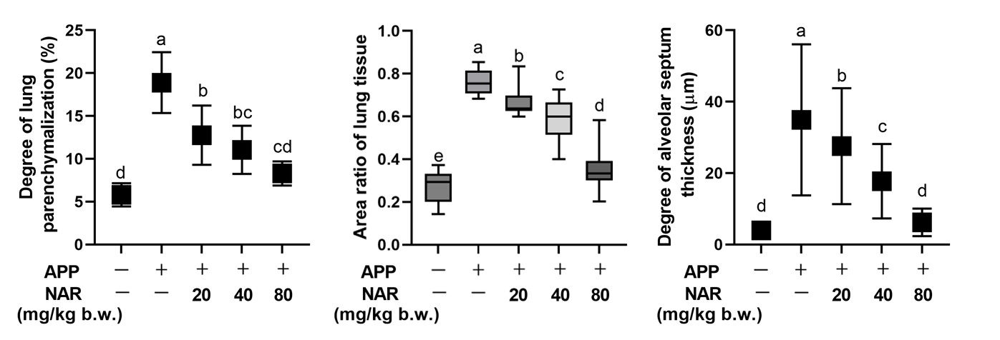 Degree of lung
parenchymalization (%)
25
20
15
10
5
0
d
a
b
bc
cd
APP − + + + +
NAR − − 20 40 80
(mg/kg b.w.)
Area ratio of lung tissue
1.0
0.8
0.6
0.4
0.2
0.0
e
a
b
c
d
APP − + + + +
NAR − − 20 40 80
(mg/kg b.w.)
Degree of alveolar septum
thickness (μm)
60
40
20
0
d
a
b
c
d
APP − + + + +
NAR − − 20 40 80
(mg/kg b.w.)